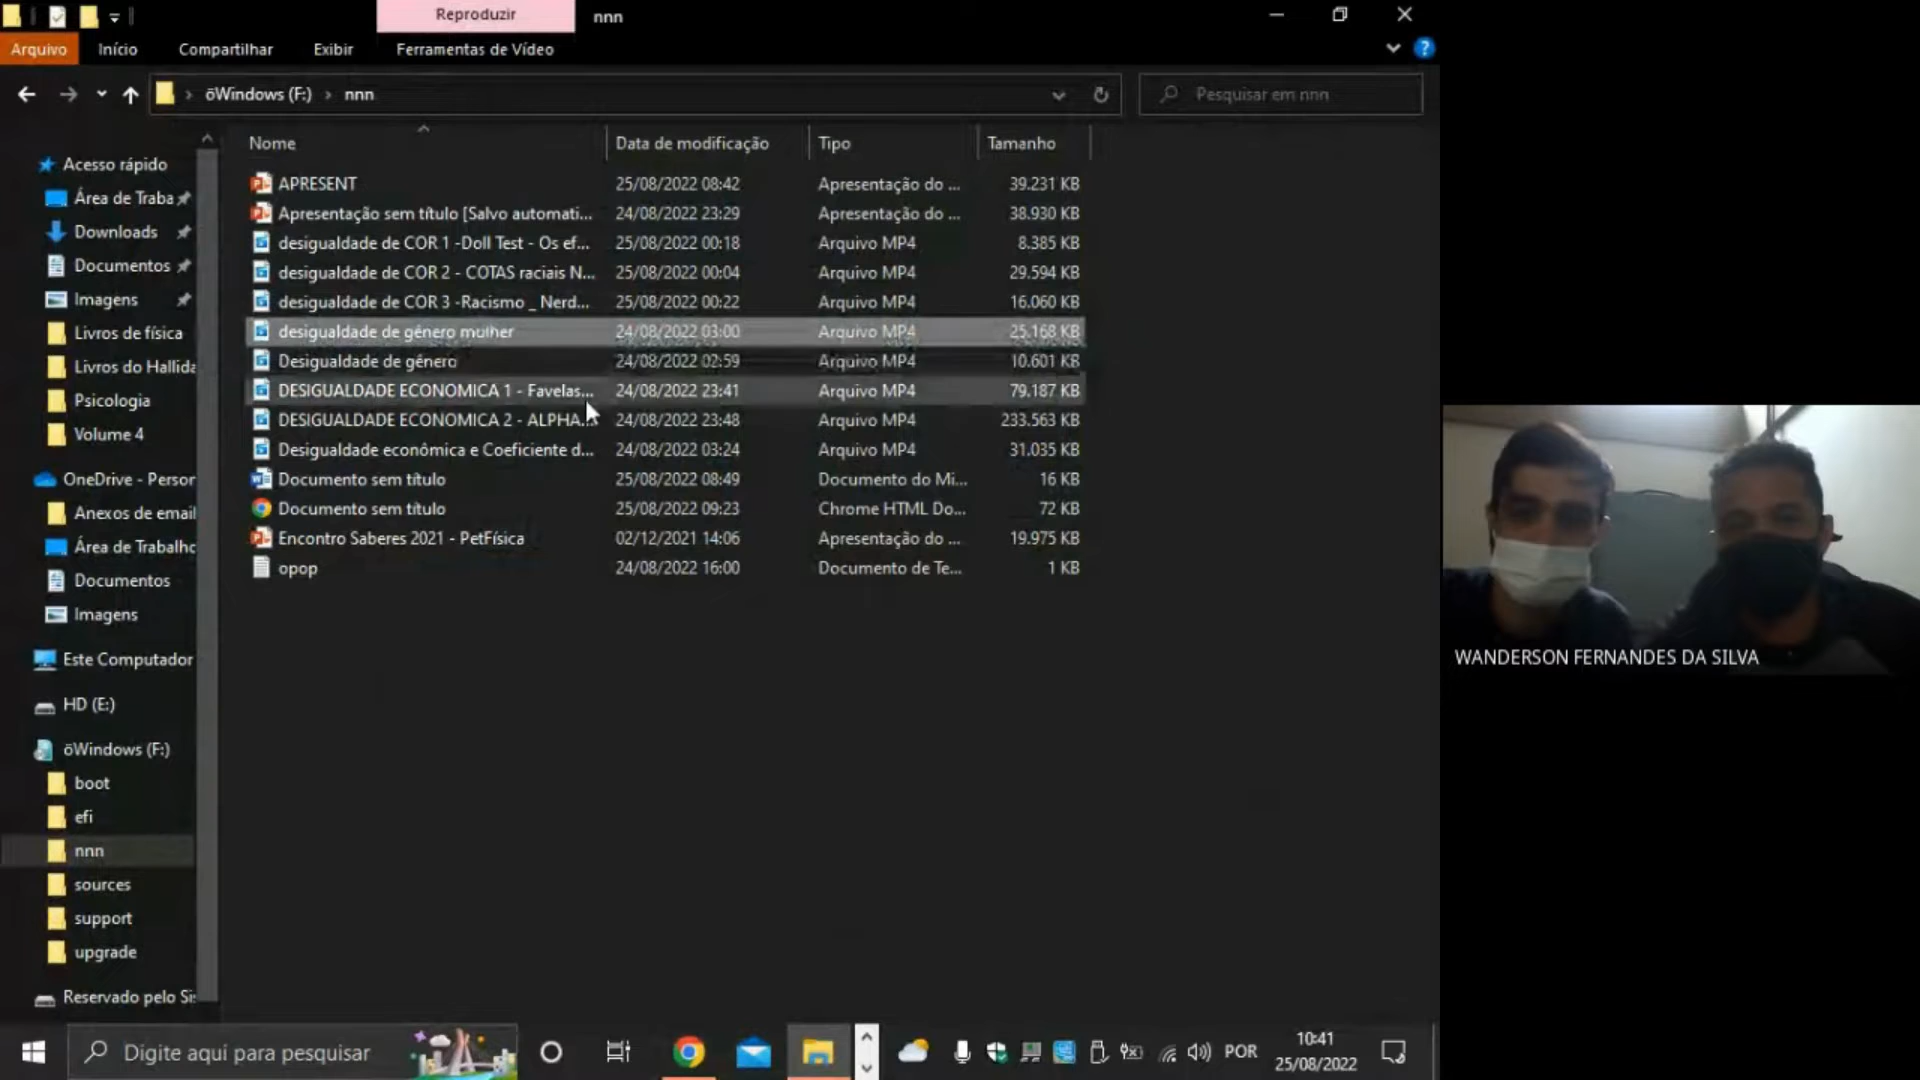 Reproduzir
nnn
Arquivo
Início
Compartilhar
Exibir
Ferramentas de Vídeo
öWindows (F:) › nnn
Pesquisar em nnn
Nome
Data de modificação
Tipo
Tamanho
APRESENT 25/08/2022 08:42 Apresentação do ... 39.231 KB
Apresentação sem título [Salvo automati... 24/08/2022 23:29 Apresentação do ... 38.930 KB
desigualdade de COR 1 -Doll Test - Os ef... 25/08/2022 00:18 Arquivo MP4 8.385 KB
desigualdade de COR 2 - COTAS raciais N... 25/08/2022 00:04 Arquivo MP4 29.594 KB
desigualdade de COR 3 -Racismo _ Nerd... 25/08/2022 00:22 Arquivo MP4 16.060 KB
desigualdade de gênero mulher 24/08/2022 03:00 Arquivo MP4 25.168 KB
Desigualdade de gênero 24/08/2022 02:59 Arquivo MP4 10.601 KB
DESIGUALDADE ECONOMICA 1 - Favelas... 24/08/2022 23:41 Arquivo MP4 79.187 KB
DESIGUALDADE ECONOMICA 2 - ALPHA... 24/08/2022 23:48 Arquivo MP4 233.563 KB
Desigualdade econômica e Coeficiente d... 24/08/2022 03:24 Arquivo MP4 31.035 KB
Documento sem título 25/08/2022 08:49 Documento do Mi... 16 KB
Documento sem título 25/08/2022 09:23 Chrome HTML Do... 72 KB
Encontro Saberes 2021 - PetFísica 02/12/2021 14:06 Apresentação do ... 19.975 KB
opop 24/08/2022 16:00 Documento de Te... 1 KB
Acesso rápido
Área de Traba
Downloads
Documentos
Imagens
Livros de física
Livros do Hallida
Psicologia
Volume 4
OneDrive - Person
Anexos de email
Área de Trabalho
Documentos
Imagens
Este Computador
HD (E:)
öWindows (F:)
boot
efi
nnn
sources
support
upgrade
Reservado pelo Sis
WANDERSON FERNANDES DA SILVA
Digite aqui para pesquisar
POR
10:41
25/08/2022